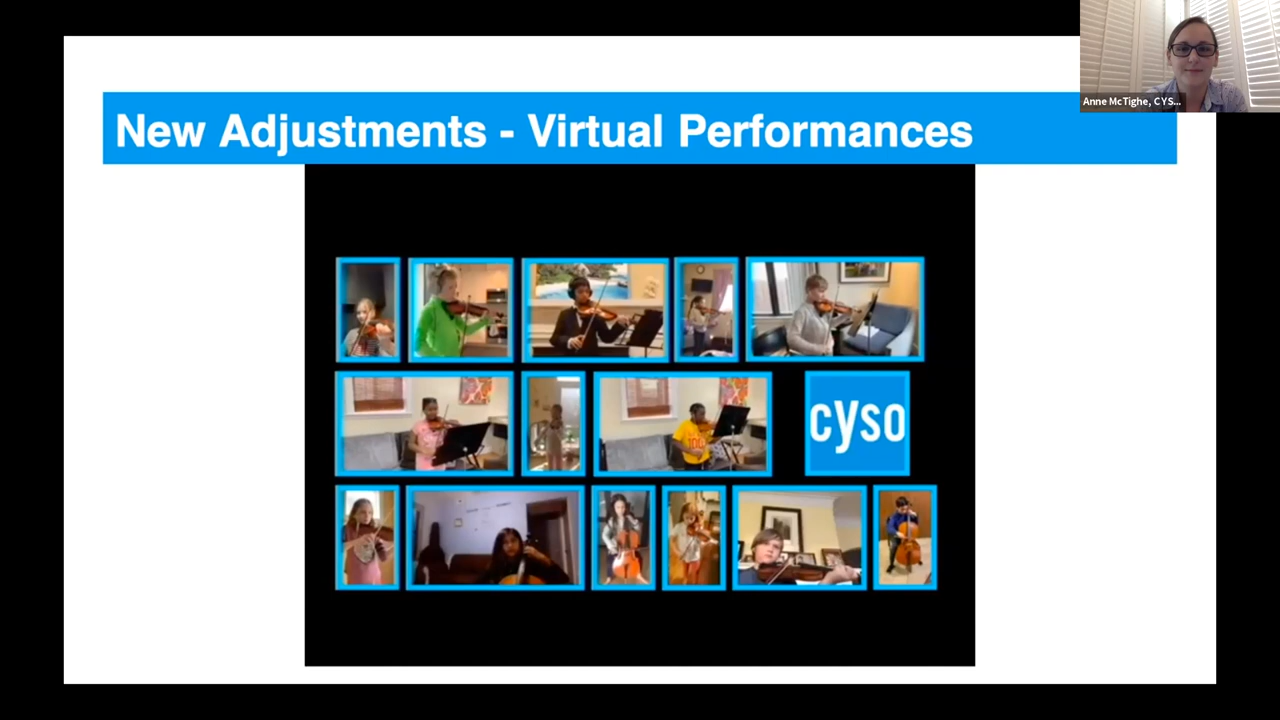 Anne McTighe, CYS...
New Adjustments - Virtual Performances
cyso